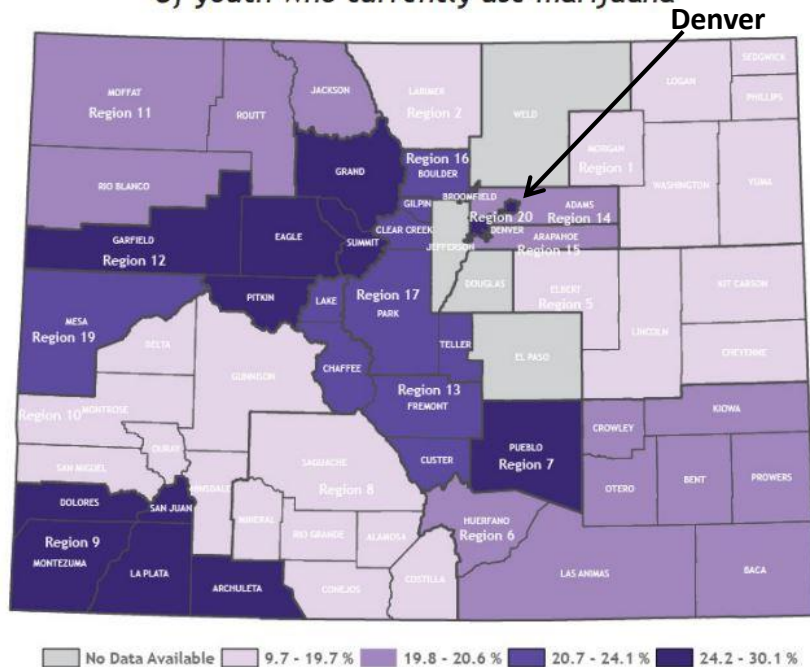 of youth who currently use marijuana
Denver
MOFFAT
Region 11
ROUTT
JACKSON
LARIMER
Region 2
WELD
LOGAN
SEDGWICK
PHILLIPS
MORGAN
Region 1
WASHINGTON
YUMA
RIO BLANCO
GRAND
Region 16
BOULDER
GILPIN
BROOMFIELD
ADAMS
Region 20
Region 14
DENVER
CLEAR CREEK
ARAPAHOE
Region 15
JEFFERSON
GARFIELD
Region 12
EAGLE
SUMMIT
DOUGLAS
ELBERT
Region 5
KIT CARSON
PITKIN
LAKE
Region 17
PARK
MESA
Region 19
LINCOLN
TELLER
EL PASO
CHEYENNE
DELTA
GUNNISON
CHAFFEE
Region 13
FREMONT
Region 10
MONTROSE
KIOWA
CROWLEY
OURAY
PUEBLO
Region 7
SAN MIGUEL
SAGUACHE
CUSTER
OTERO
BENT
PROWERS
Region 8
DOLORES
SAN JUAN
HINSDALE
MINERAL
RIO GRANDE
ALAMOSA
HUERFANO
Region 6
Region 9
MONTEZUMA
LA PLATA
ARCHULETA
CONEJOS
COSTILLA
LAS ANIMAS
BACA
No Data Available 9.7 - 19.7 % 19.8 - 20.6 % 20.7 - 24.1 % 24.2 - 30.1 %